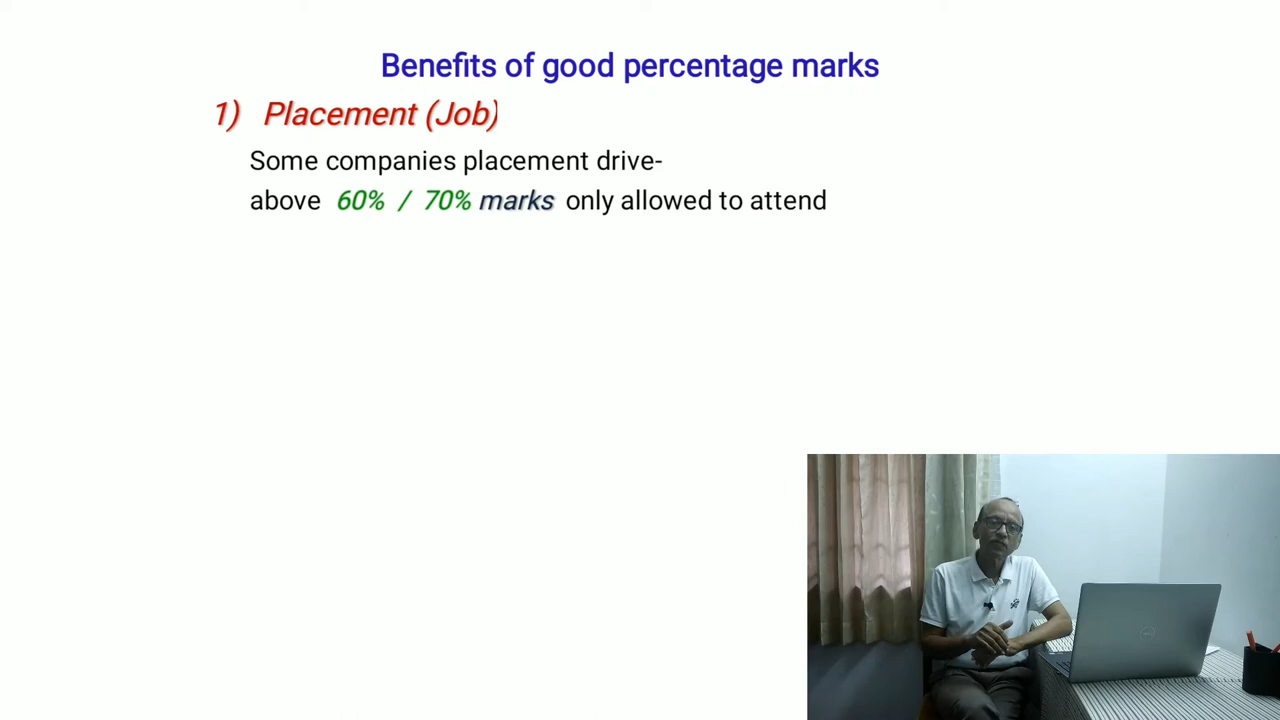 Benefits of good percentage marks
1) Placement (Job)
Some companies placement drive-
above 60% / 70% marks only allowed to attend